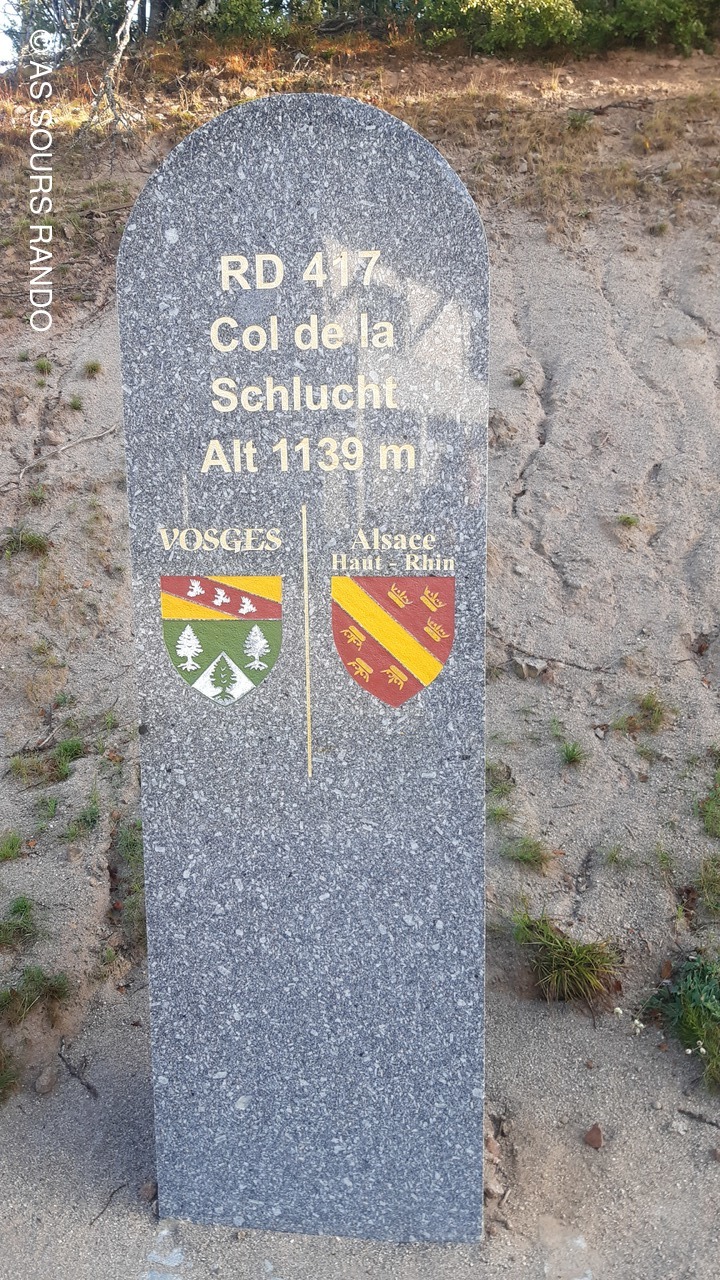 © AS SOURS RANDO
RD 417
Col de la
Schlucht
Alt 1139 m
VOSGES
Alsace
Haut - Rhin